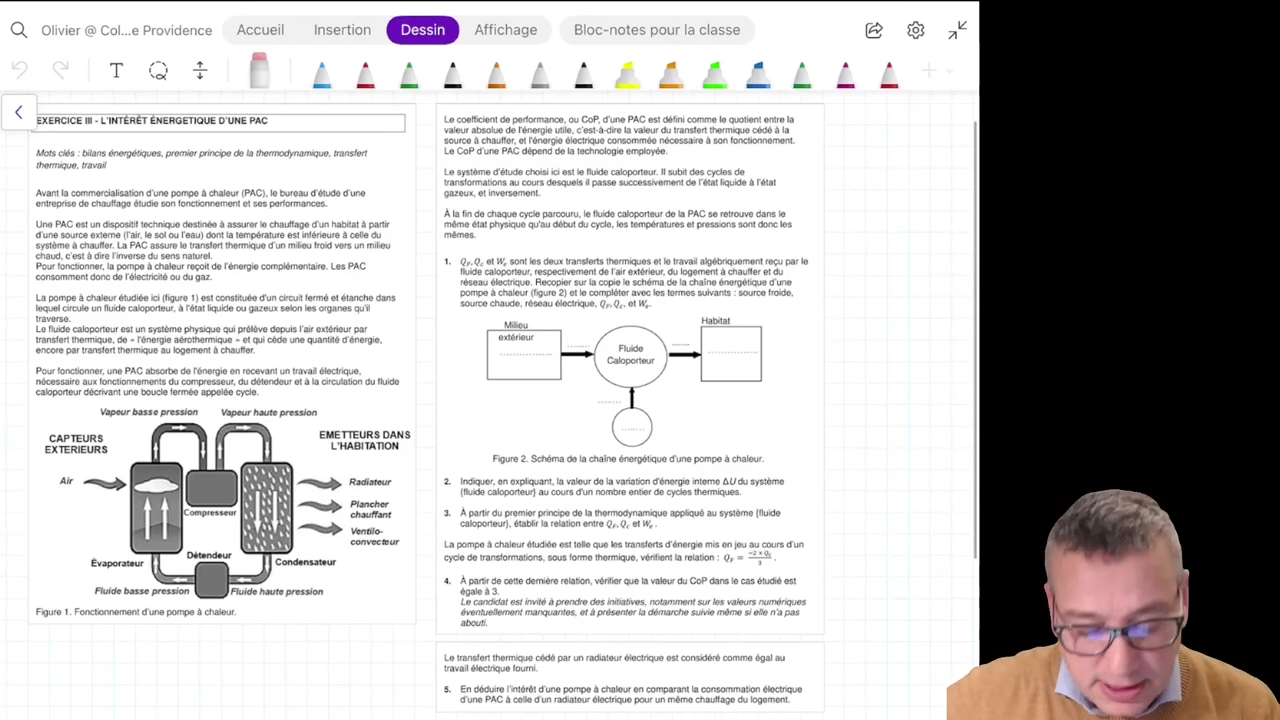 Olivier @ Col...e Providence
Accueil
Insertion
Dessin
Affichage
Bloc-notes pour la classe
EXERCICE III - L'INTÉRÊT ÉNERGETIQUE D'UNE PAC
Mots clés : bilans énergétiques, premier principe de la thermodynamique, transfert
thermique, travail
Avant la commercialisation d'une pompe à chaleur (PAC), le bureau d'étude d'une
entreprise de chauffage étudie son fonctionnement et ses performances.
Une PAC est un dispositif technique destinée à assurer le chauffage d'un habitat à partir
d'une source externe (l'air, le sol ou l'eau) dont la température est inférieure à celle du
système à chauffer. La PAC assure le transfert thermique d'un milieu froid vers un milieu
chaud, c'est à dire l'inverse du sens naturel.
Pour fonctionner, la pompe à chaleur reçoit de l'énergie complémentaire. Les PAC
consomment donc de l'électricité ou du gaz.
La pompe à chaleur étudiée ici (figure 1) est constituée d'un circuit fermé et étanche dans
lequel circule un fluide caloporteur, à l'état liquide ou gazeux selon les organes qu'il
traverse.
Le fluide caloporteur est un système physique qui prélève depuis l'air extérieur par
transfert thermique, de « l'énergie aérothermique » et qui cède une quantité d'énergie,
encore par transfert thermique au logement à chauffer.
Pour fonctionner, une PAC absorbe de l'énergie en recevant un travail électrique,
nécessaire aux fonctionnements du compresseur, du détendeur et à la circulation du fluide
caloporteur décrivant une boucle fermée appelée cycle.
Vapeur basse pression
Vapeur haute pression
CAPTEURS
EXTERIEURS
EMETTEURS DANS
L'HABITATION
Air
Radiateur
Plancher
chauffant
Ventilo-
convecteur
Compresseur
Détendeur
Évaporateur
Condensateur
Fluide basse pression
Fluide haute pression
Figure 1. Fonctionnement d'une pompe à chaleur.
Le coefficient de performance, ou CoP, d'une PAC est défini comme le quotient entre la
valeur absolue de l'énergie utile, c'est-à-dire la valeur du transfert thermique cédé à la
source à chauffer, et l'énergie électrique consommée nécessaire à son fonctionnement.
Le CoP d'une PAC dépend de la technologie employée.
Le système d'étude choisi ici est le fluide caloporteur. Il subit des cycles de
transformations au cours desquels il passe successivement de l'état liquide à l'état
gazeux, et inversement.
À la fin de chaque cycle parcouru, le fluide caloporteur de la PAC se retrouve dans le
même état physique qu'au début du cycle, les températures et pressions sont donc les
mêmes.
1. Q_F, Q_c et W_e sont les deux transferts thermiques et le travail algébriquement reçu par le
fluide caloporteur, respectivement de l'air extérieur, du logement à chauffer et du
réseau électrique. Recopier sur la copie le schéma de la chaîne énergétique d'une
pompe à chaleur (figure 2) et le compléter avec les termes suivants : source froide,
source chaude, réseau électrique, Q_F, Q_c, et W_e.
Milieu
extérieur
Habitat
Fluide
Caloporteur
Figure 2. Schéma de la chaîne énergétique d'une pompe à chaleur.
2. Indiquer, en expliquant, la valeur de la variation d'énergie interne ΔU du système
{fluide caloporteur} au cours d'un nombre entier de cycles thermiques.
3. À partir du premier principe de la thermodynamique appliqué au système {fluide
caloporteur}, établir la relation entre Q_F, Q_c et W_e.
La pompe à chaleur étudiée est telle que les transferts d'énergie mis en jeu au cours d'un
cycle de transformations, sous forme thermique, vérifient la relation : Q_F = −2 × Q_c / 3 .
4. À partir de cette dernière relation, vérifier que la valeur du CoP dans le cas étudié est
égale à 3.
Le candidat est invité à prendre des initiatives, notamment sur les valeurs numériques
éventuellement manquantes, et à présenter la démarche suivie même si elle n'a pas
abouti.
Le transfert thermique cédé par un radiateur électrique est considéré comme égal au
travail électrique fourni.
5. En déduire l'intérêt d'une pompe à chaleur en comparant la consommation électrique
d'une PAC à celle d'un radiateur électrique pour un même chauffage du logement.